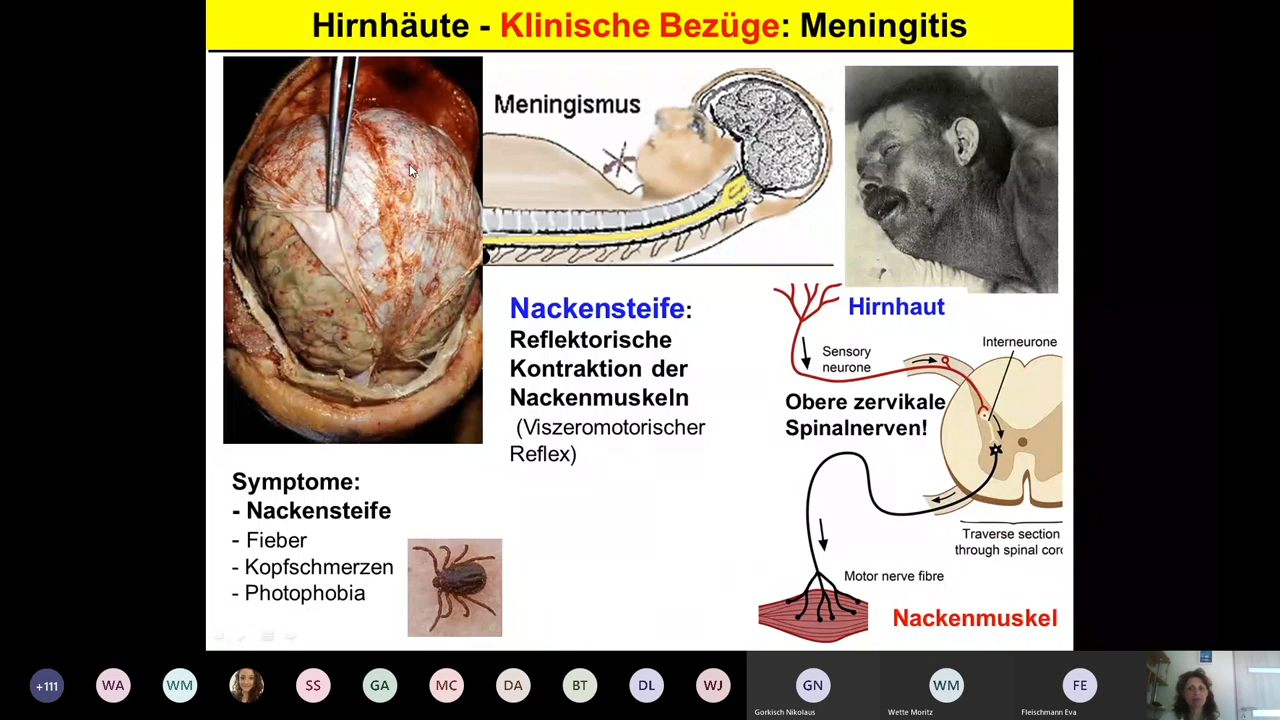 Hirnhäute - Klinische Bezüge: Meningitis
Meningismus
Nackensteife:
Reflektorische
Kontraktion der
Nackenmuskeln
(Viszeromotorischer
Reflex)
Symptome:
- Nackensteife
- Fieber
- Kopfschmerzen
- Photophobia
Hirnhaut
Interneurone
Sensory
neurone
Obere zervikale
Spinalnerven!
Traverse section
through spinal cord
Motor nerve fibre
Nackenmuskel
+111
WA
WM
SS
GA
MC
DA
BT
DL
WJ
GN
Gorkisch Nikolaus
WM
Wette Moritz
FE
Fleischmann Eva